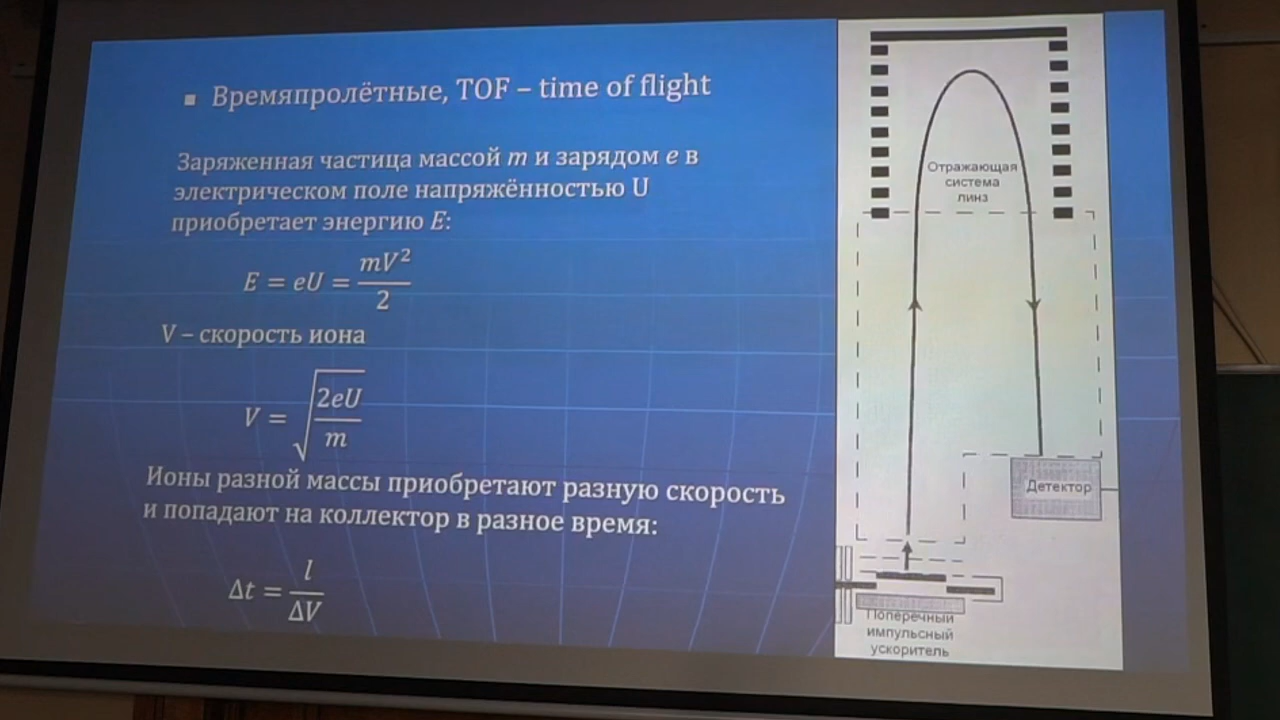 ▪ Времяпролётные, TOF – time of flight
Заряженная частица массой m и зарядом e в
электрическом поле напряжённостью U
приобретает энергию E:
E = eU = mV²/2
V – скорость иона
V = √(2eU/m)
Ионы разной массы приобретают разную скорость
и попадают на коллектор в разное время:
Δt = l/ΔV
Отражающая
система
линз
Детектор
Поперечный
импульсный
ускоритель